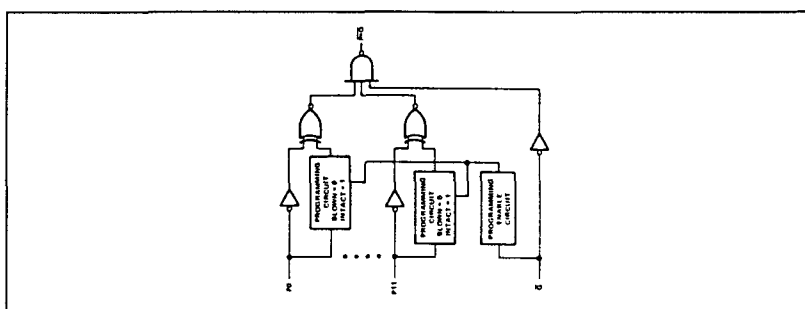 P=Q
PROGRAMMING
CIRCUIT
BLOWN = 0
INTACT = 1
PROGRAMMING
CIRCUIT
BLOWN = 0
INTACT = 1
PROGRAMMING
ENABLE
CIRCUIT
P0
P11
G